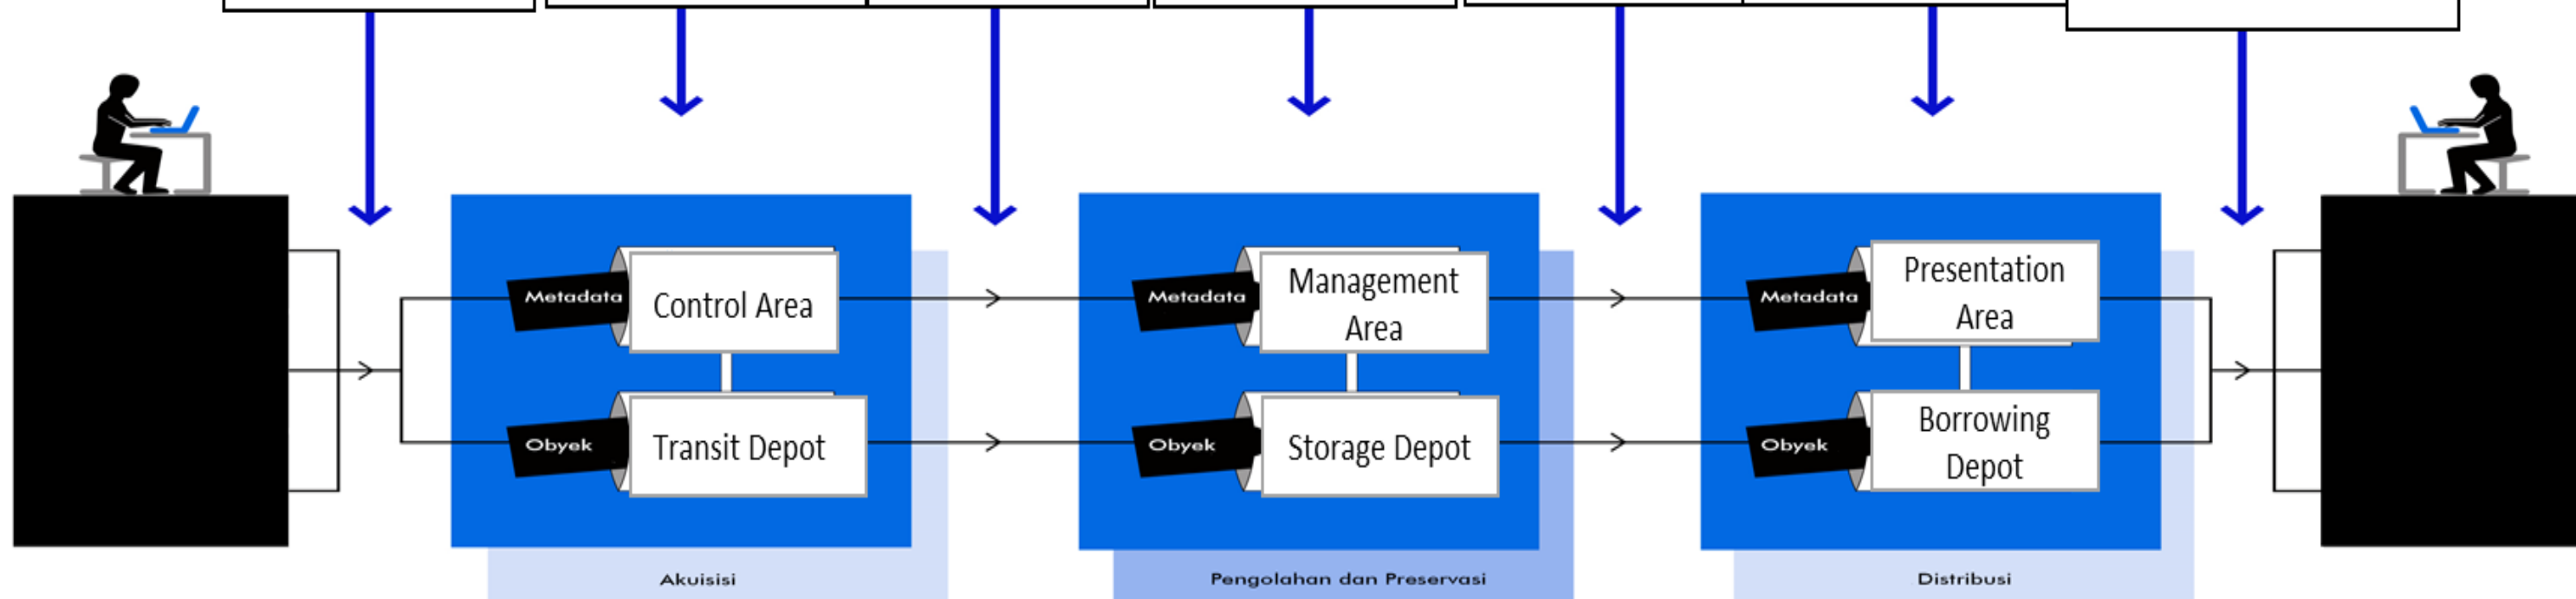 Metadata
Control Area
Obyek
Transit Depot
Akuisisi
Metadata
Management
Area
Obyek
Storage Depot
Pengolahan dan Preservasi
Metadata
Presentation
Area
Obyek
Borrowing
Depot
Distribusi